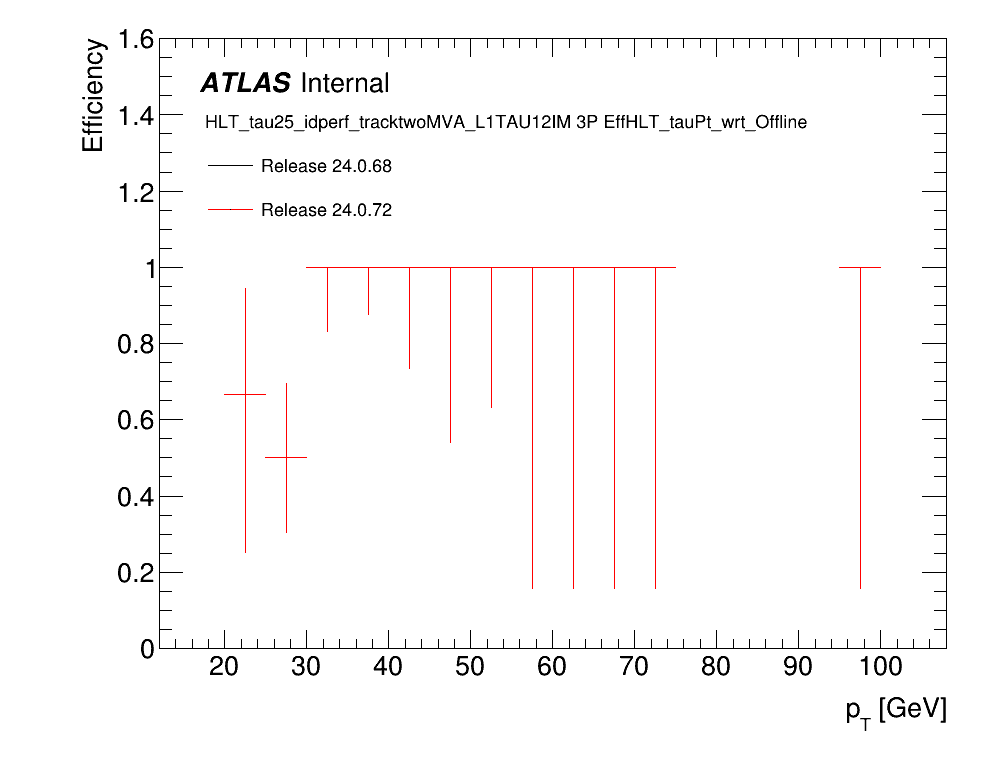 Efficiency
1.6
1.4
1.2
1
0.8
0.6
0.4
0.2
0
ATLAS Internal
HLT_tau25_idperf_tracktwoMVA_L1TAU12IM 3P EffHLT_tauPt_wrt_Offline
Release 24.0.68
Release 24.0.72
20 30 40 50 60 70 80 90 100
p_T [GeV]